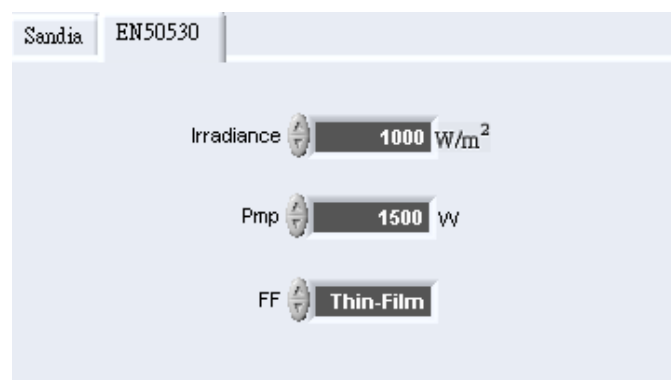 Sandia EN50530
Irradiance 1000 W/m²
Pmp 1500 W
FF Thin-Film